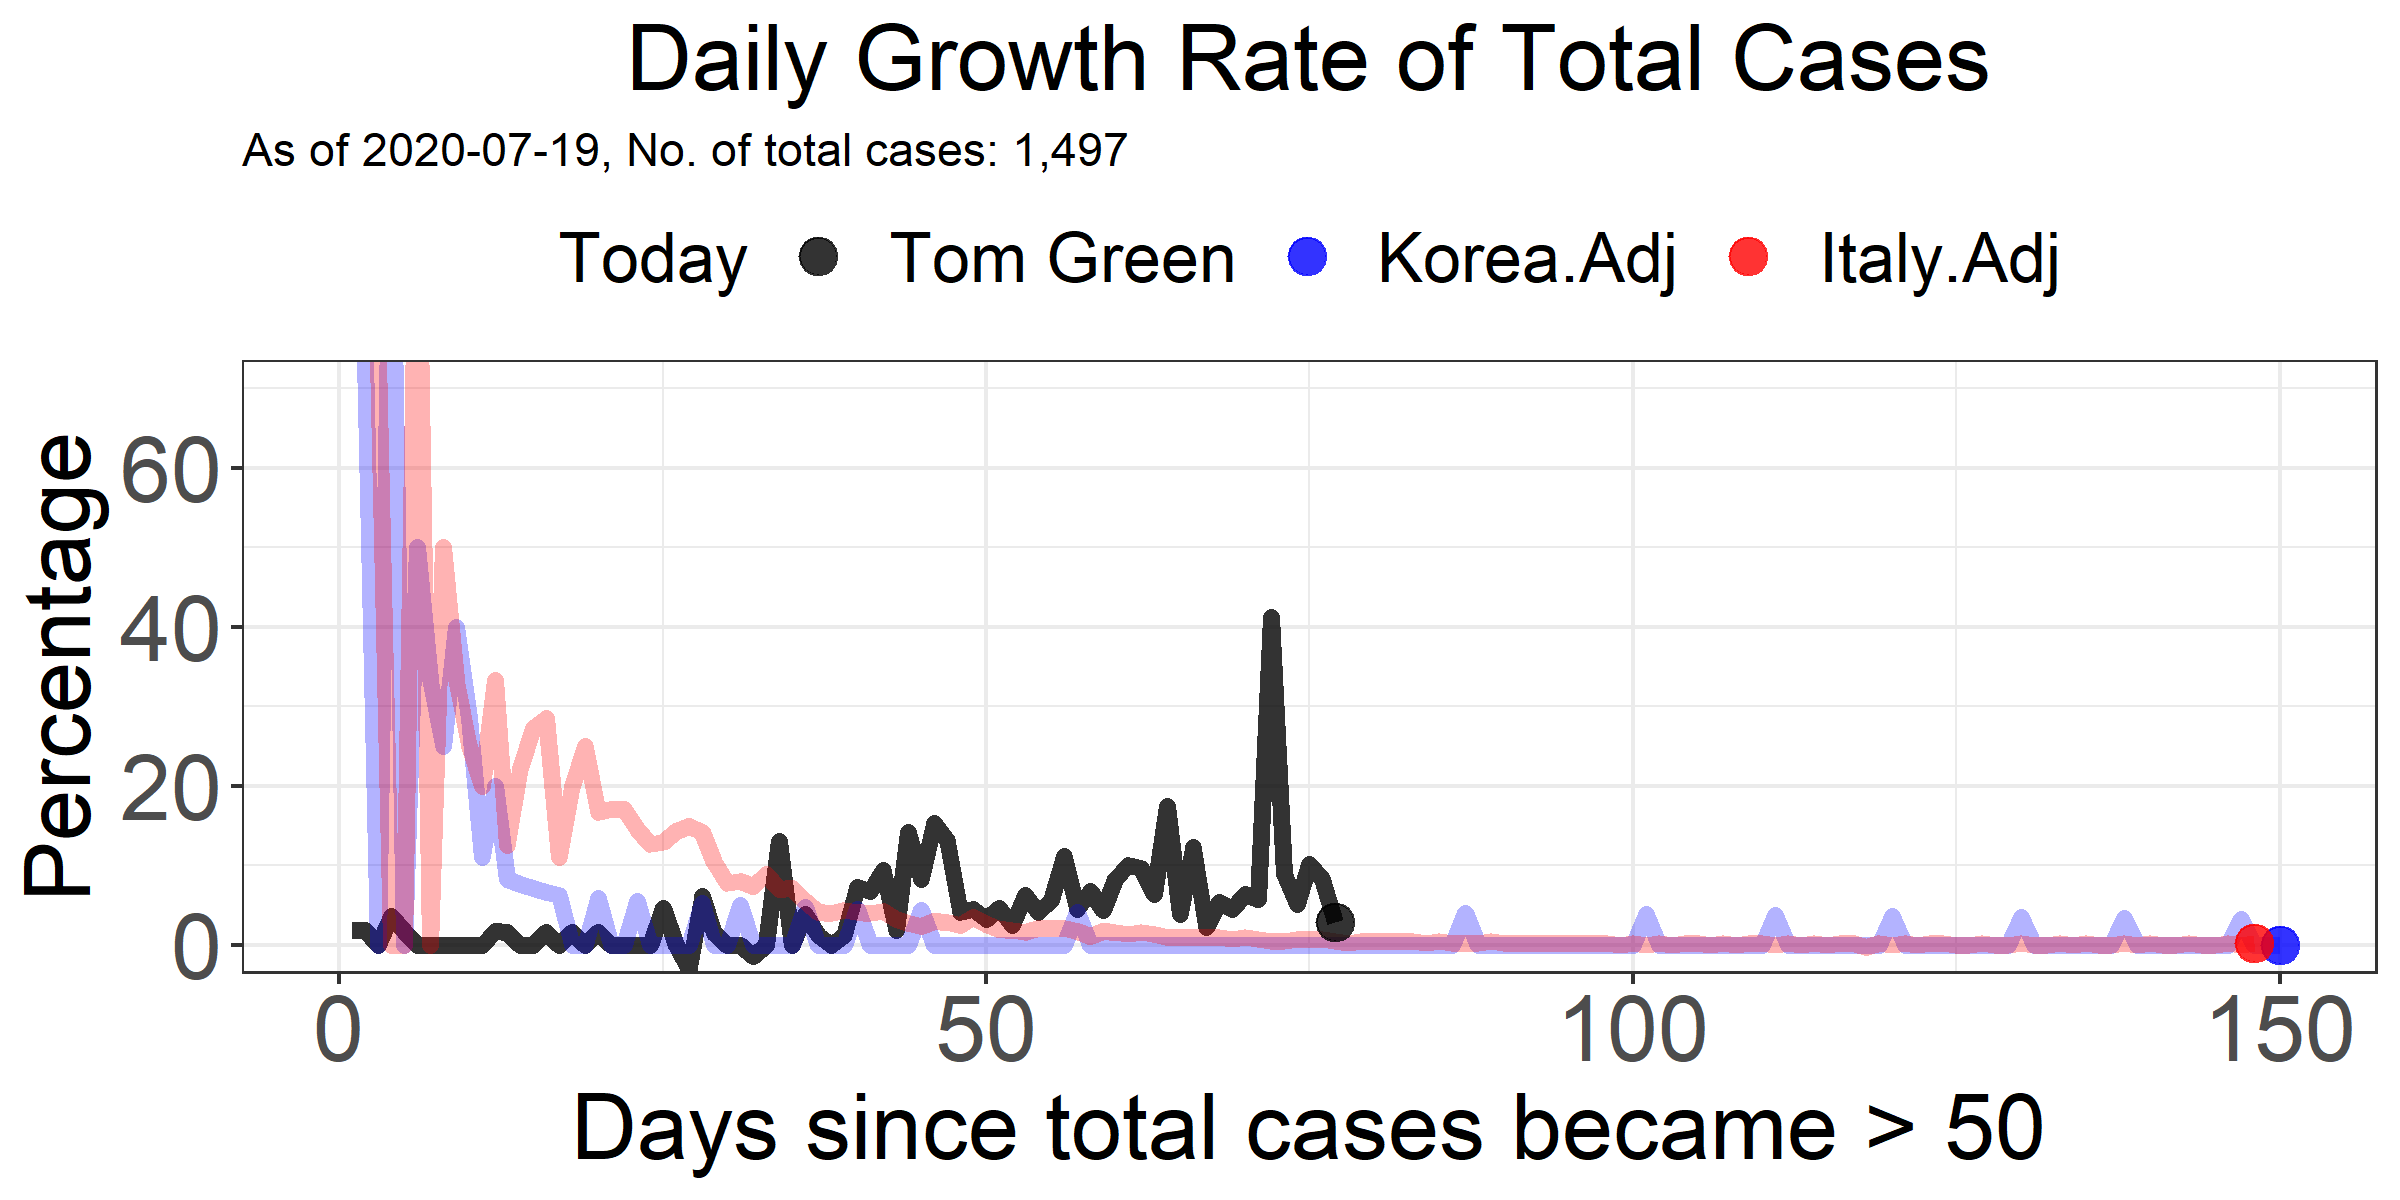 Daily Growth Rate of Total Cases
As of 2020-07-19, No. of total cases: 1,497
Today Tom Green Korea.Adj Italy.Adj
Percentage
60
40
20
0
0 50 100 150
Days since total cases became > 50